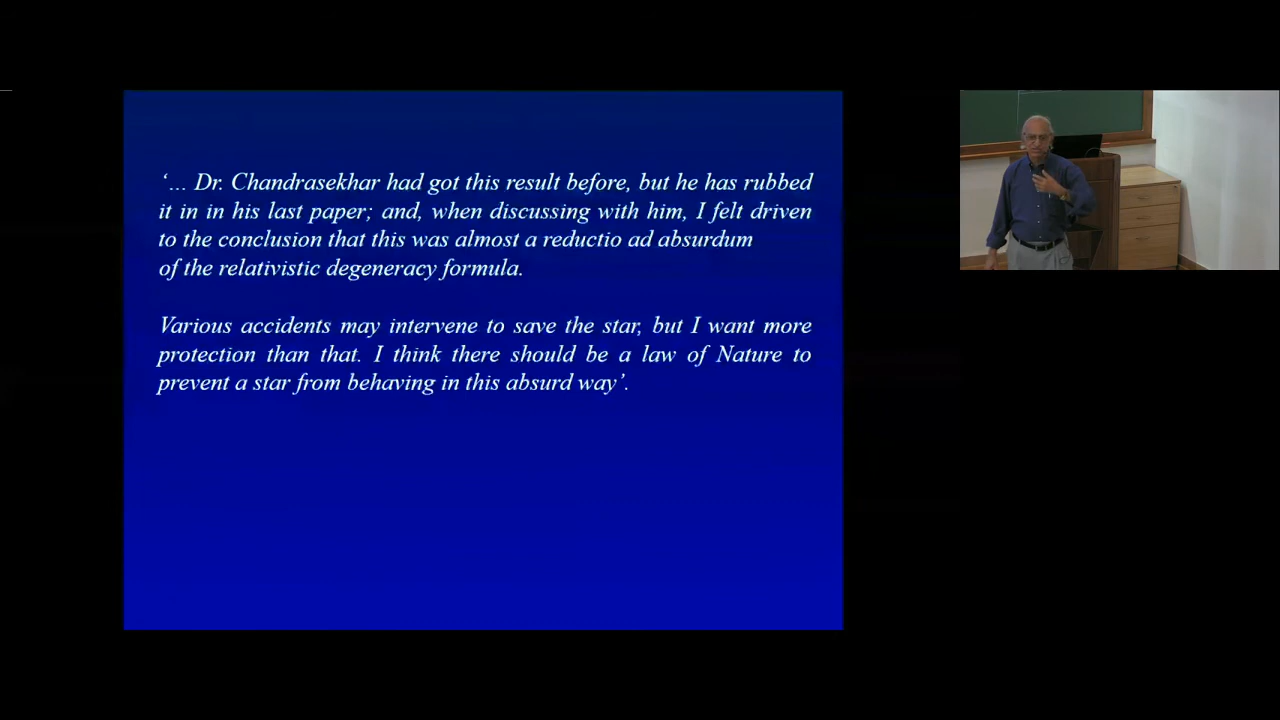 ‘... Dr. Chandrasekhar had got this result before, but he has rubbed
it in in his last paper; and, when discussing with him, I felt driven
to the conclusion that this was almost a reductio ad absurdum
of the relativistic degeneracy formula.
Various accidents may intervene to save the star, but I want more
protection than that. I think there should be a law of Nature to
prevent a star from behaving in this absurd way’.